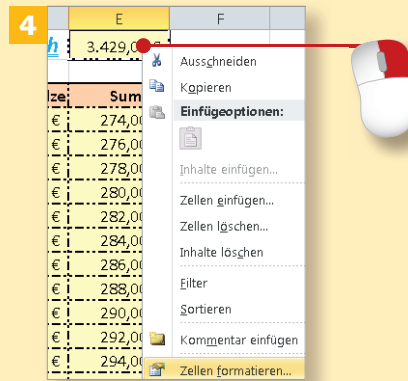 4
E F
h 3.429,0
lze Sum
€ 274,00
€ 276,00
€ 278,00
€ 280,00
€ 282,00
€ 284,00
€ 286,00
€ 288,00
€ 290,00
€ 292,00
€ 294,00
Ausschneiden
Kopieren
Einfügeoptionen:
Inhalte einfügen...
Zellen einfügen...
Zellen löschen...
Inhalte löschen
Filter
Sortieren
Kommentar einfügen
Zellen formatieren...